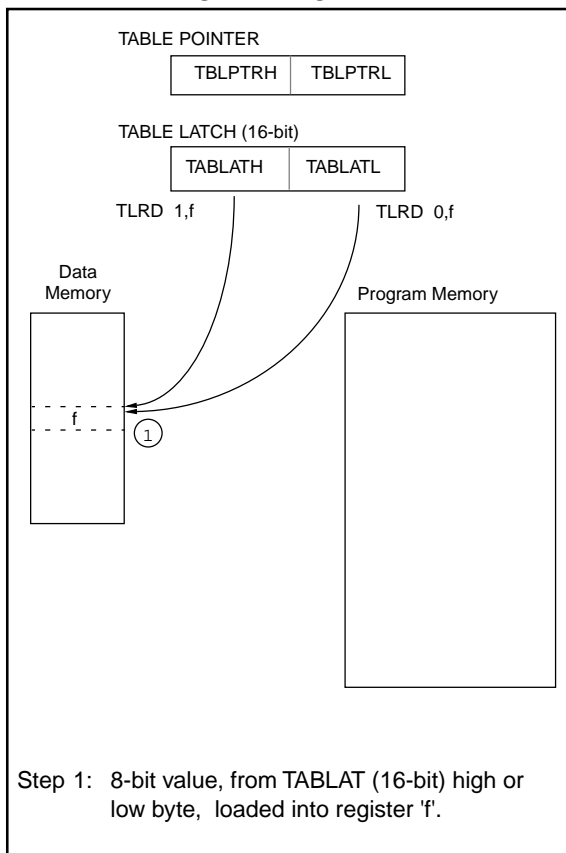 TABLE POINTER
TBLPTRH TBLPTRL
TABLE LATCH (16-bit)
TABLATH TABLATL
TLRD 1,f TLRD 0,f
Data
Memory
Program Memory
f
1
Step 1: 8-bit value, from TABLAT (16-bit) high or
low byte, loaded into register 'f'.